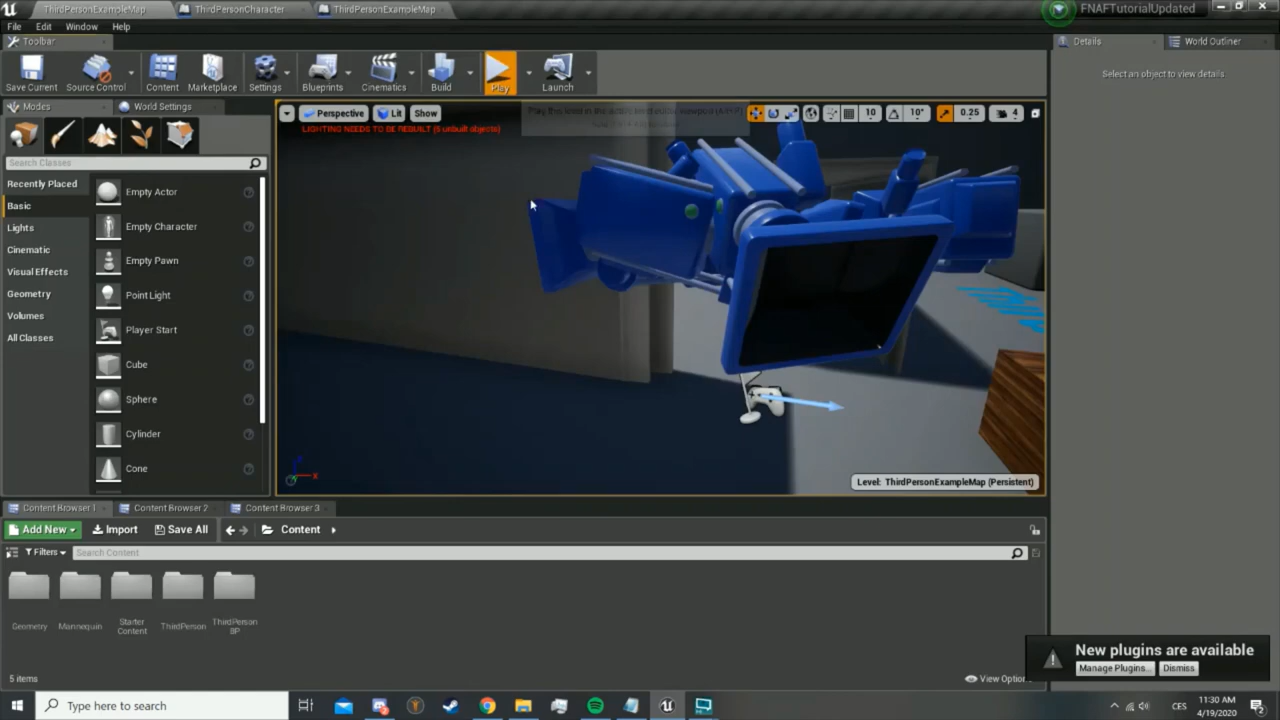 ThirdPersonExampleMap
ThirdPersonCharacter
ThirdPersonExampleMap
FNAFTutorialUpdated
File Edit Window Help
Toolbar
Details
World Outliner
Save Current
Source Control
Content
Marketplace
Settings
Blueprints
Cinematics
Build
Play
Launch
Select an object to view details
Modes
World Settings
Perspective
Lit
Show
10
10°
0.25
4
LIGHTING NEEDS TO BE REBUILT (5 unbuilt objects)
Search Classes
Recently Placed
Basic
Lights
Cinematic
Visual Effects
Geometry
Volumes
All Classes
Empty Actor
Empty Character
Empty Pawn
Point Light
Player Start
Cube
Sphere
Cylinder
Cone
X
Level: ThirdPersonExampleMap (Persistent)
Content Browser 1
Content Browser 2
Content Browser 3
Add New
Import
Save All
Content
Filters
Search Content
Geometry
Mannequin
Starter
Content
ThirdPerson
ThirdPerson
BP
5 items
View Option
New plugins are available
Manage Plugins...
Dismiss
Type here to search
CES
11:30 AM
4/19/2020
2